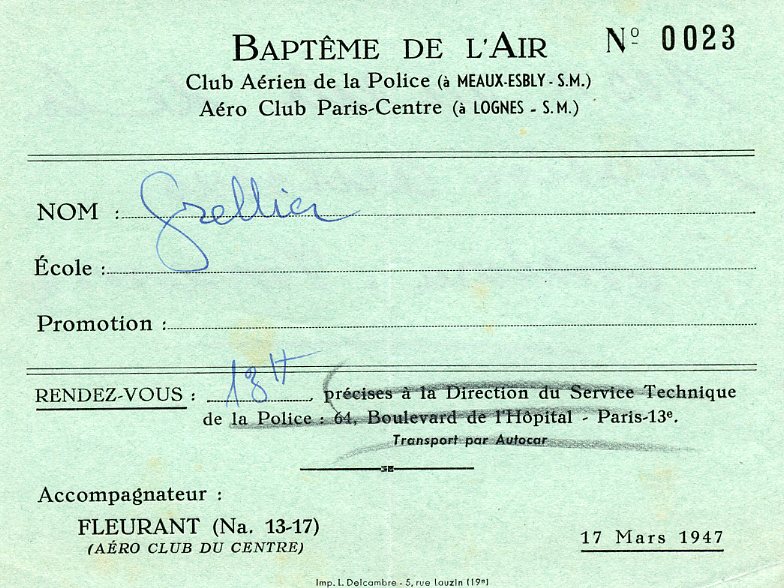 BAPTÊME DE L'AIR Nº 0023
Club Aérien de la Police (à MEAUX-ESBLY - S.M.)
Aéro Club Paris-Centre (à LOGNES - S.M.)
NOM : Grellier
École :
Promotion :
RENDEZ-VOUS : 13 H, précises à la Direction du Service Technique
de la Police : 64, Boulevard de l'Hôpital - Paris-13e.
Transport par Autocar
Accompagnateur :
FLEURANT (Na. 13-17)
(AÉRO CLUB DU CENTRE)
17 Mars 1947
Imp. L. Delcambre - 5, rue Lauzin (19e)